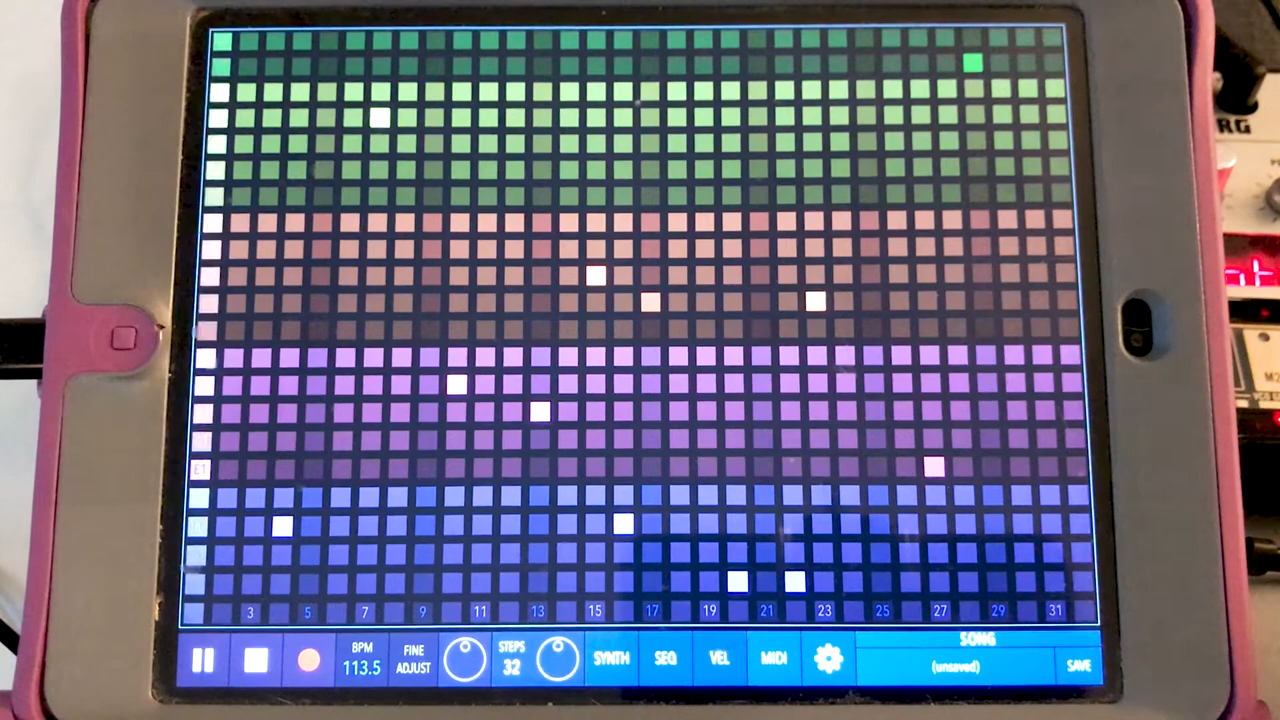 RG
M2
E1
3 5 7 9 11 13 15 17 19 21 23 25 27 29 31
BPM
113.5
FINE
ADJUST
STEPS
32
SYNTH
SEQ
VEL
MIDI
SONG
(unsaved)
SAVE